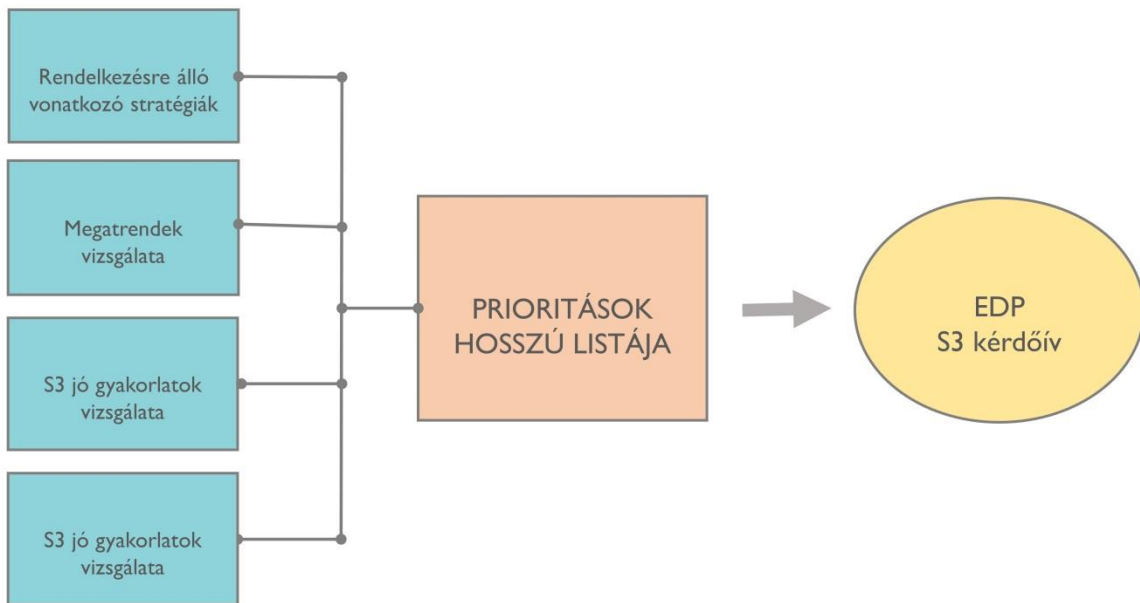 Rendelkezésre álló
vonatkozó stratégiák
Megatrendek
vizsgálata
S3 jó gyakorlatok
vizsgálata
S3 jó gyakorlatok
vizsgálata
PRIORITÁSOK
HOSSZÚ LISTÁJA
EDP
S3 kérdőív